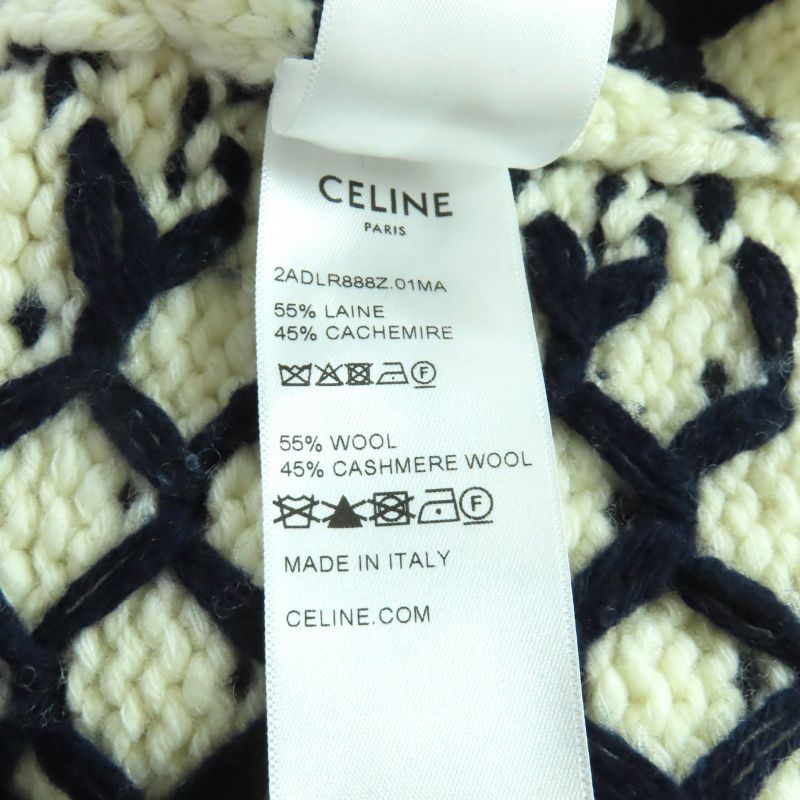 CELINE
PARIS
2ADLR888Z.01MA
55% LAINE
45% CACHEMIRE
F
55% WOOL
45% CASHMERE WOOL
F
MADE IN ITALY
CELINE.COM